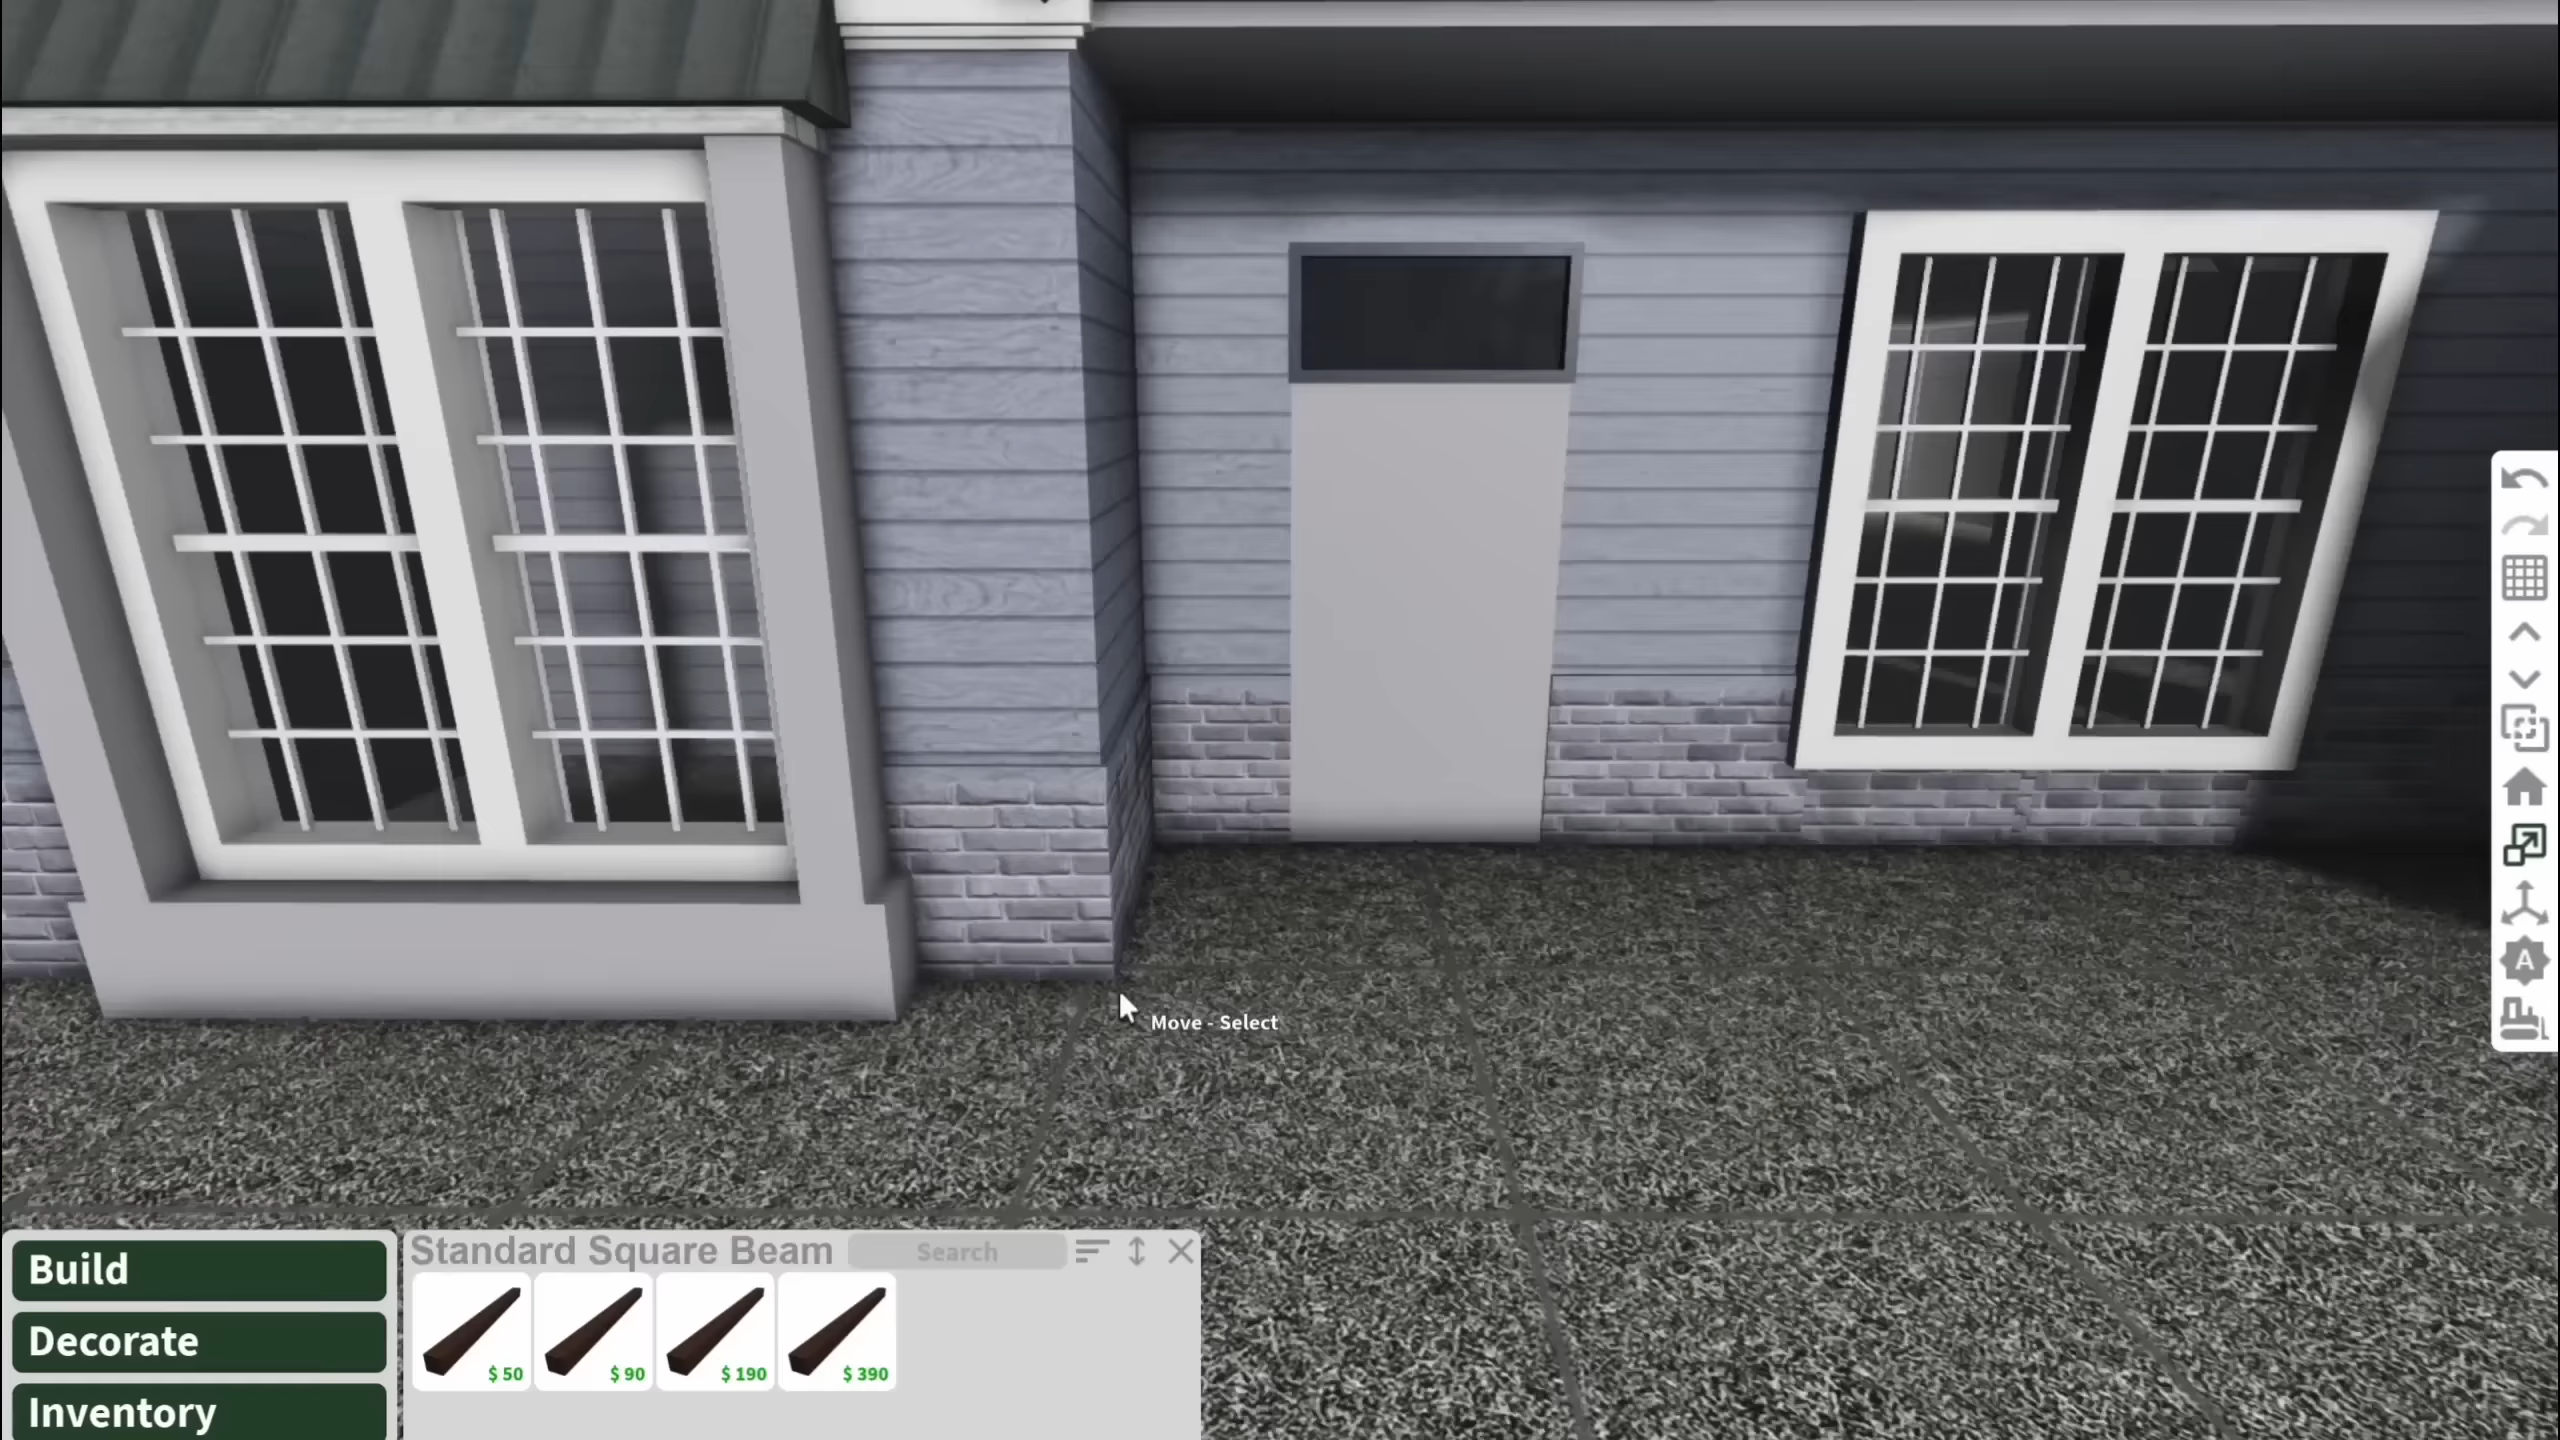 A
Move - Select
Build
Decorate
Inventory
Standard Square Beam
Search
$ 50
$ 90
$ 190
$ 390